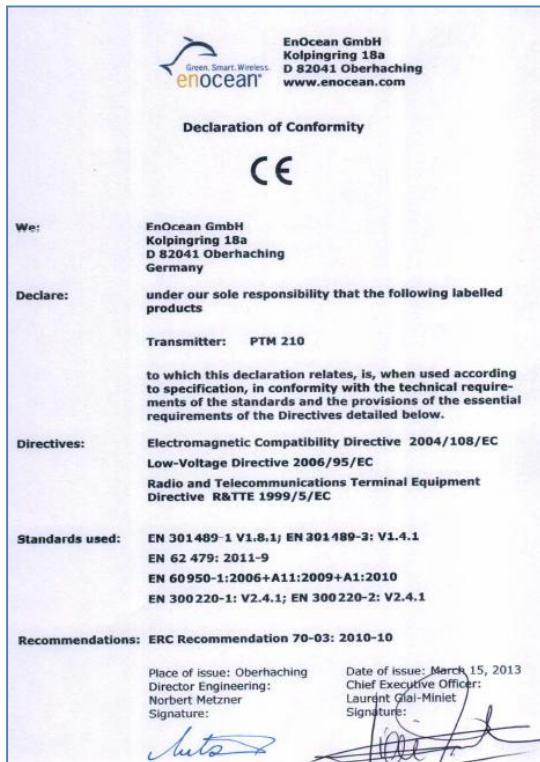 Green. Smart. Wireless.
enocean®
EnOcean GmbH
Kolpingring 18a
D 82041 Oberhaching
www.enocean.com
Declaration of Conformity
CE
We: EnOcean GmbH
Kolpingring 18a
D 82041 Oberhaching
Germany
Declare: under our sole responsibility that the following labelled
products
Transmitter: PTM 210
to which this declaration relates, is, when used according
to specification, in conformity with the technical require-
ments of the standards and the provisions of the essential
requirements of the Directives detailed below.
Directives: Electromagnetic Compatibility Directive 2004/108/EC
Low-Voltage Directive 2006/95/EC
Radio and Telecommunications Terminal Equipment
Directive R&TTE 1999/5/EC
Standards used: EN 301489-1 V1.8.1; EN 301489-3: V1.4.1
EN 62 479: 2011-9
EN 60950-1:2006+A11:2009+A1:2010
EN 300220-1: V2.4.1; EN 300220-2: V2.4.1
Recommendations: ERC Recommendation 70-03: 2010-10
Place of issue: Oberhaching
Director Engineering:
Norbert Metzner
Signature:
Date of issue: March 15, 2013
Chief Executive Officer:
Laurent Giai-Miniet
Signature: